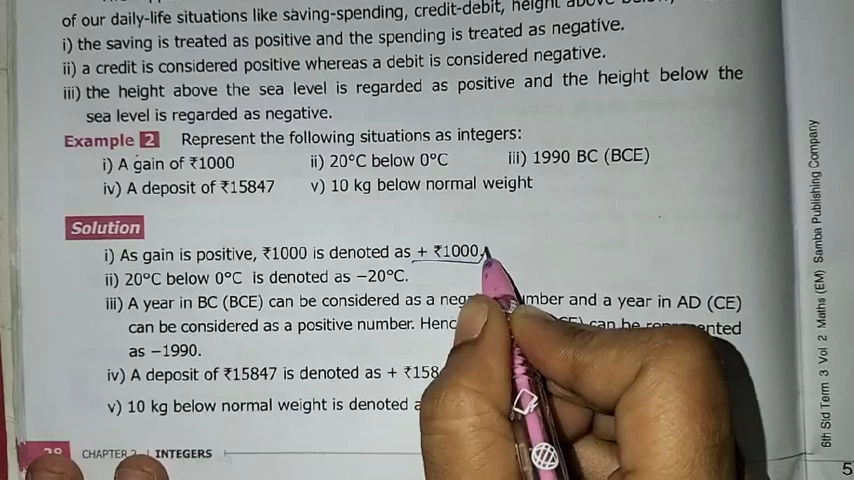 of our daily-life situations like saving-spending, credit-debit, height above
i) the saving is treated as positive and the spending is treated as negative.
ii) a credit is considered positive whereas a debit is considered negative.
iii) the height above the sea level is regarded as positive and the height below the
sea level is regarded as negative.
Example 2 Represent the following situations as integers:
i) A gain of ₹1000 ii) 20°C below 0°C iii) 1990 BC (BCE)
iv) A deposit of ₹15847 v) 10 kg below normal weight
Solution
i) As gain is positive, ₹1000 is denoted as + ₹1000.
ii) 20°C below 0°C is denoted as −20°C.
iii) A year in BC (BCE) can be considered as a number and a year in AD (CE)
can be considered as a positive number. can be
as −1990.
iv) A deposit of ₹15847 is denoted as + ₹158
v) 10 kg below normal weight is denoted
CHAPTER 2 | INTEGERS
6th Std Term 3 Vol 2 Maths (EM) Samba Publishing Company
5